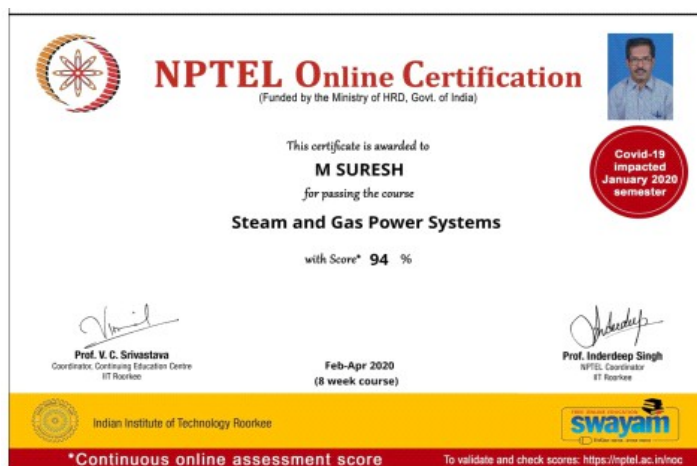 NPTEL Online Certification
(Funded by the Ministry of HRD, Govt. of India)
This certificate is awarded to
M SURESH
for passing the course
Steam and Gas Power Systems
with Score* 94 %
Covid-19
impacted
January 2020
semester
Prof. V. C. Srivastava
Coordinator, Continuing Education Centre
IIT Roorkee
Feb-Apr 2020
(8 week course)
Prof. Inderdeep Singh
NPTEL Coordinator
IIT Roorkee
Indian Institute of Technology Roorkee
FREE ONLINE EDUCATION
swayam
*Continuous online assessment score
To validate and check scores: https://nptel.ac.in/noc